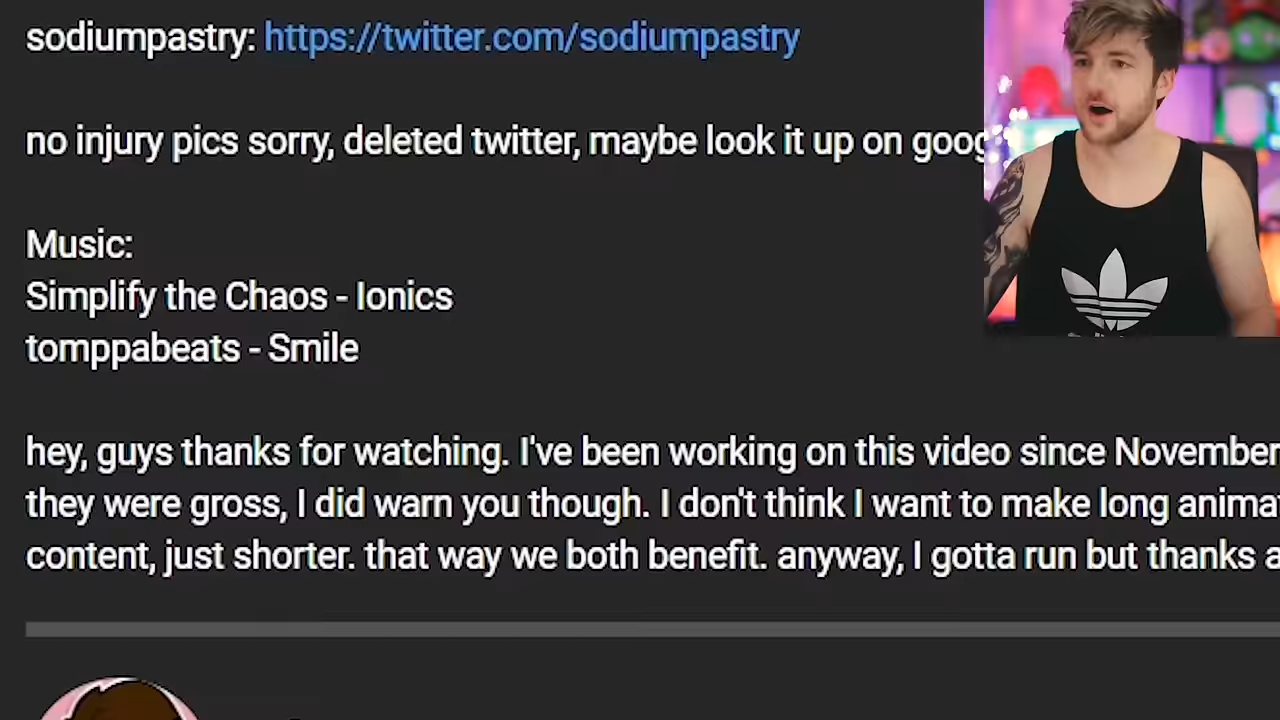 sodiumpastry: https://twitter.com/sodiumpastry
no injury pics sorry, deleted twitter, maybe look it up on
Music:
Simplify the Chaos - Ionics
tomppabeats - Smile
hey, guys thanks for watching. I've been working on this video since November
they were gross, I did warn you though. I don't think I want to make long
content, just shorter. that way we both benefit. anyway, I gotta run but thanks